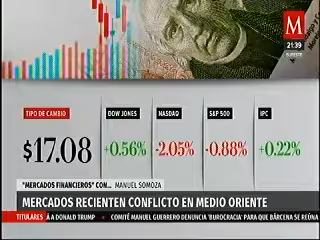 M
21:39
TIPO DE CAMBIO
$17.08
DOW JONES
+0.56%
NASDAQ
-2.05%
S&P 500
-0.88%
IPC
+0.22%
"MERCADOS FINANCIEROS" CON... MANUEL SOMOZA
MERCADOS RECIENTEN CONFLICTO EN MEDIO ORIENTE
TITULARES A DONALD TRUMP • COMITÉ MANUEL GUERRERO DENUNCIA 'BUROCRACIA' PARA QUE BÁRCENA SE REÚNA